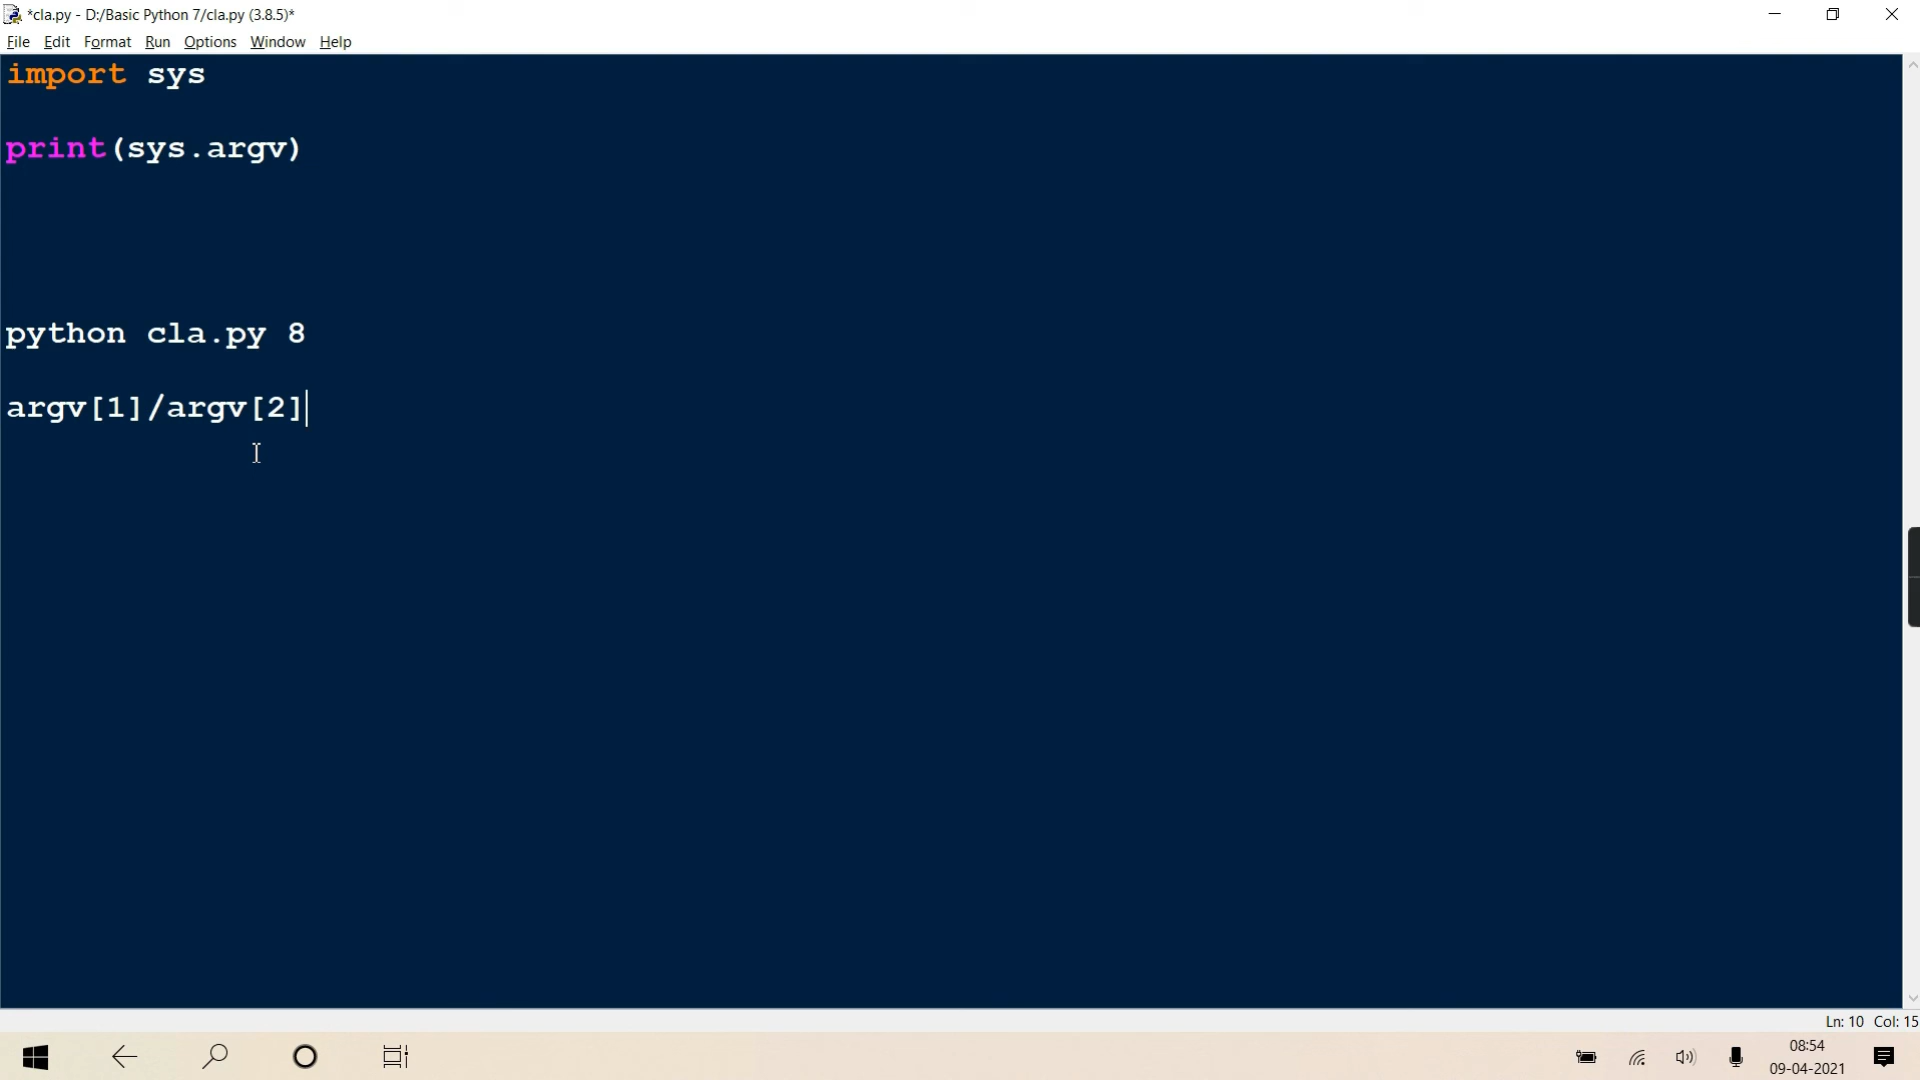 *cla.py - D:/Basic Python 7/cla.py (3.8.5)*
File Edit Format Run Options Window Help
import sys
print(sys.argv)
python cla.py 8
argv[1]/argv[2]
Ln: 10 Col: 15
08:54
09-04-2021